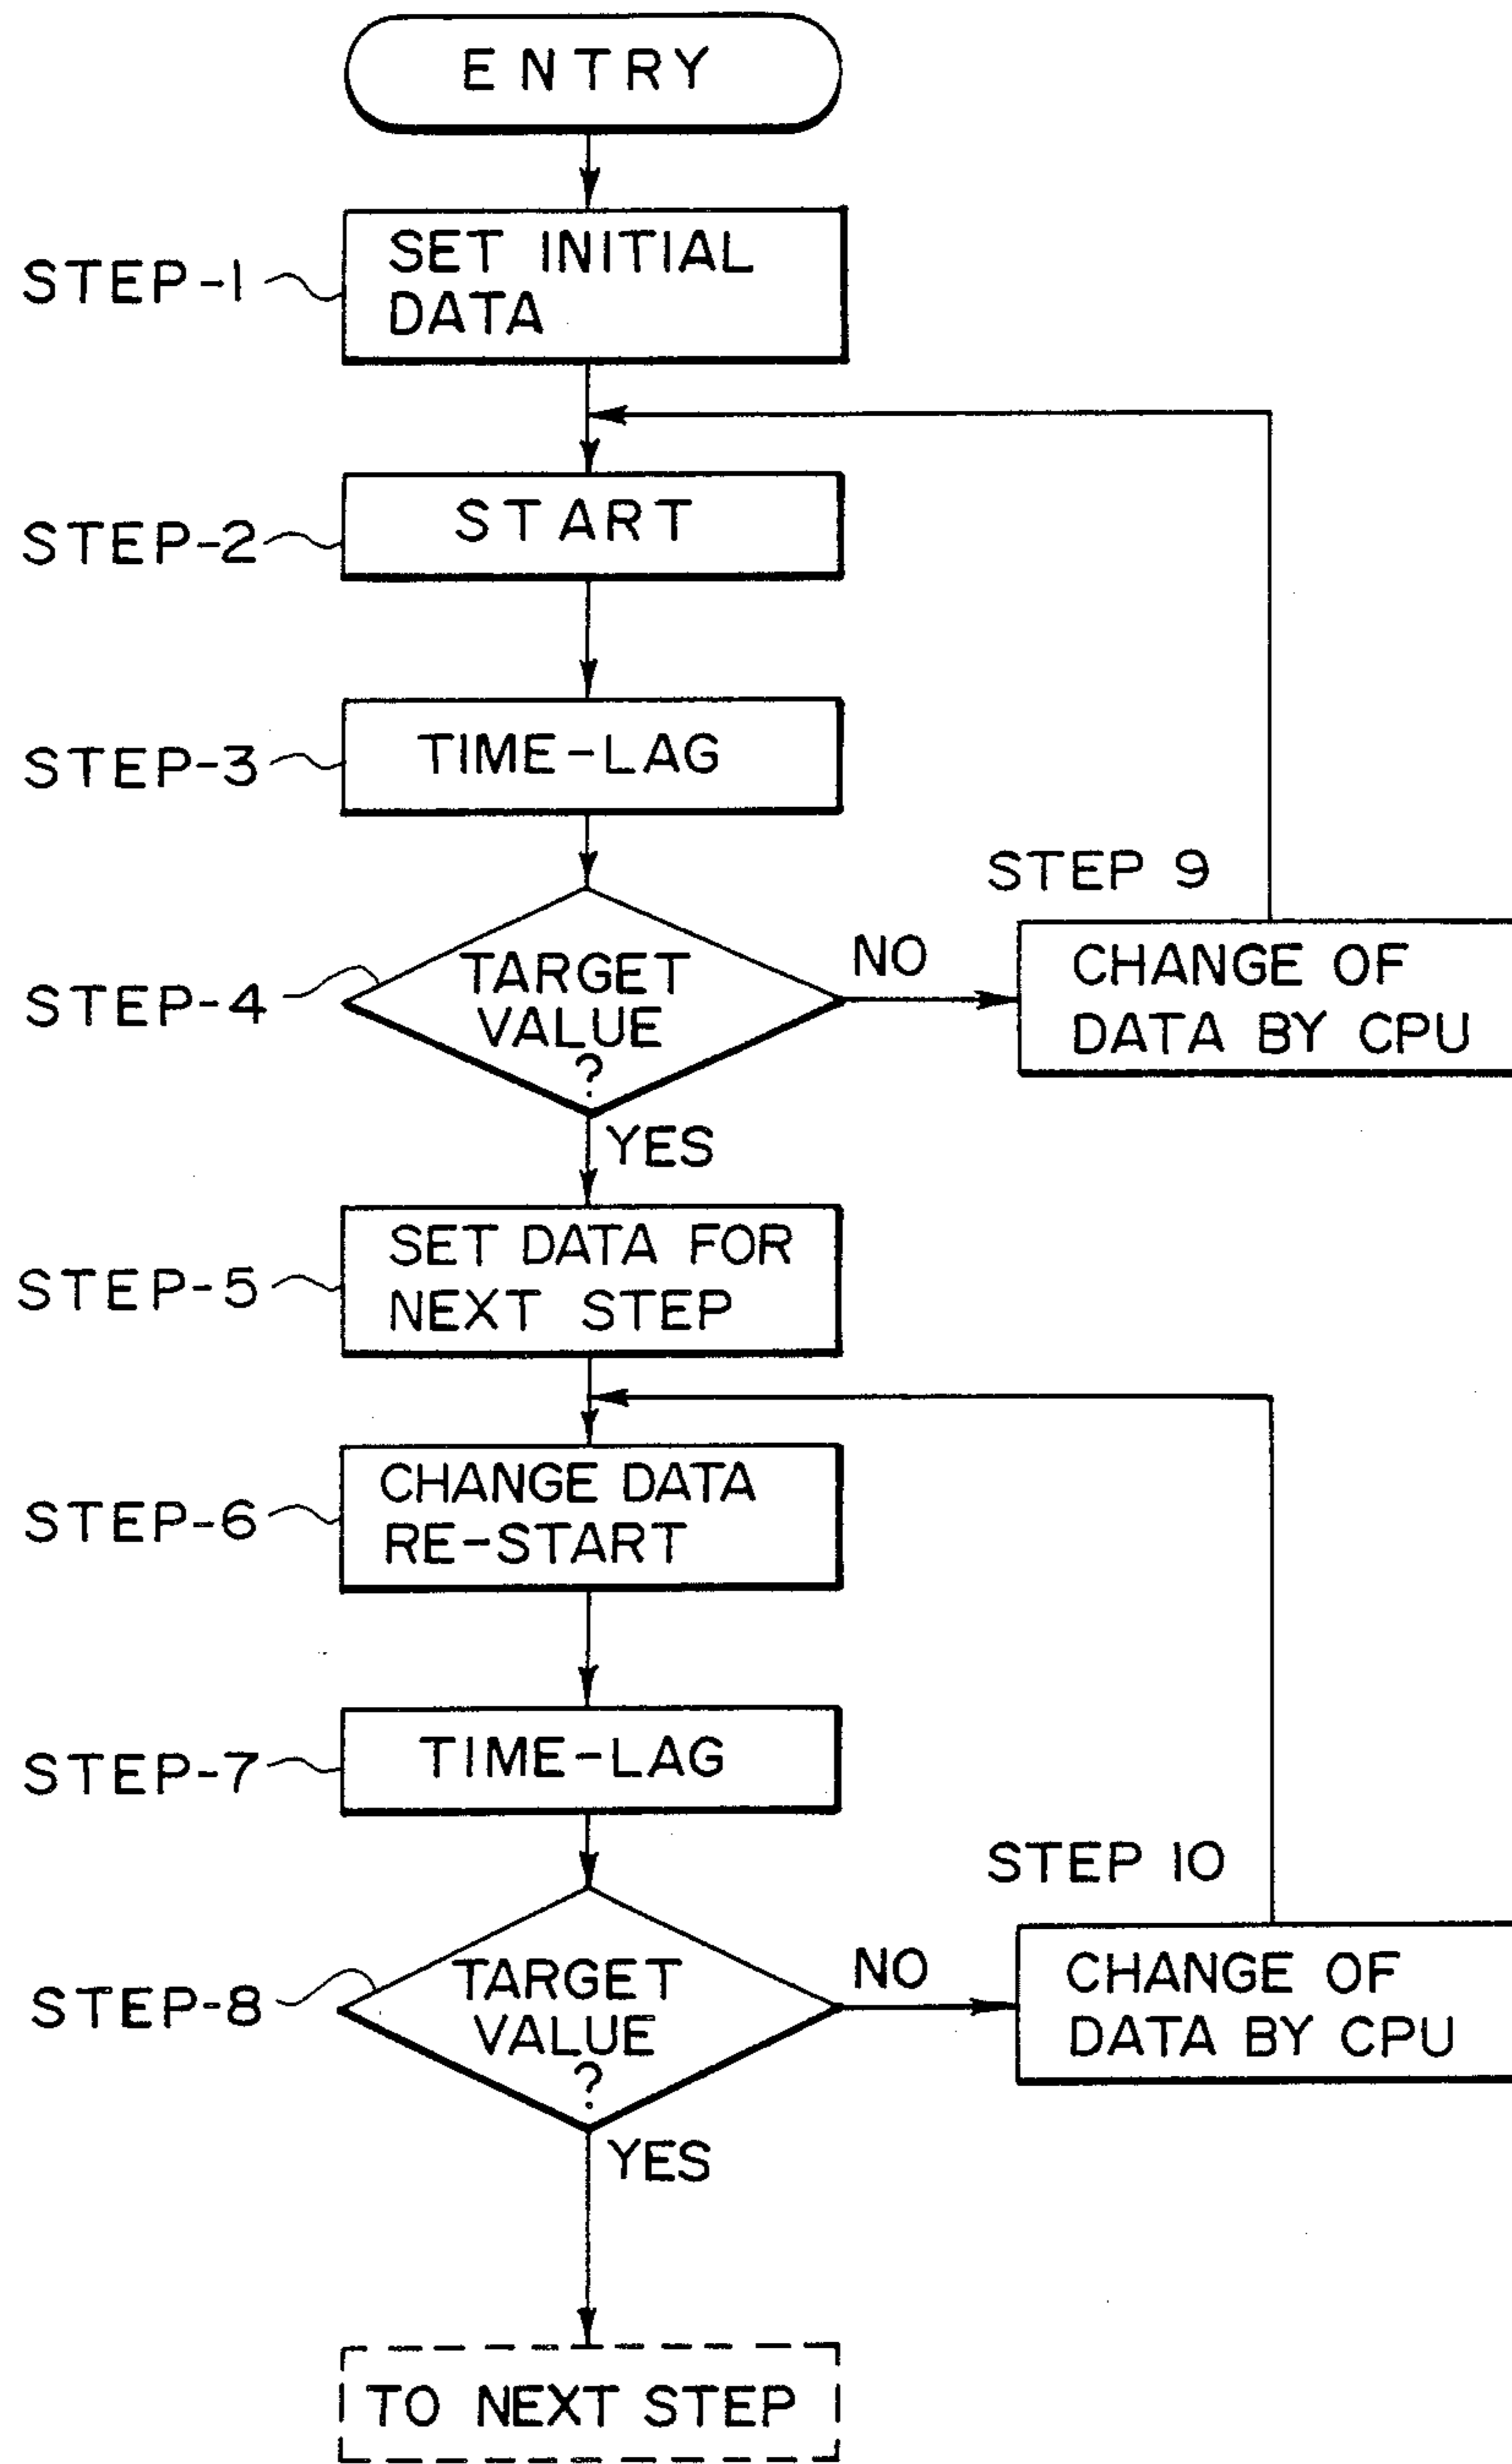 ENTRY
STEP-1
SET INITIAL
DATA
STEP-2
START
STEP-3
TIME-LAG
STEP-4
TARGET
VALUE
?
NO
STEP 9
CHANGE OF
DATA BY CPU
YES
STEP-5
SET DATA FOR
NEXT STEP
STEP-6
CHANGE DATA
RE-START
STEP-7
TIME-LAG
STEP-8
TARGET
VALUE
?
NO
STEP 10
CHANGE OF
DATA BY CPU
YES
TO NEXT STEP